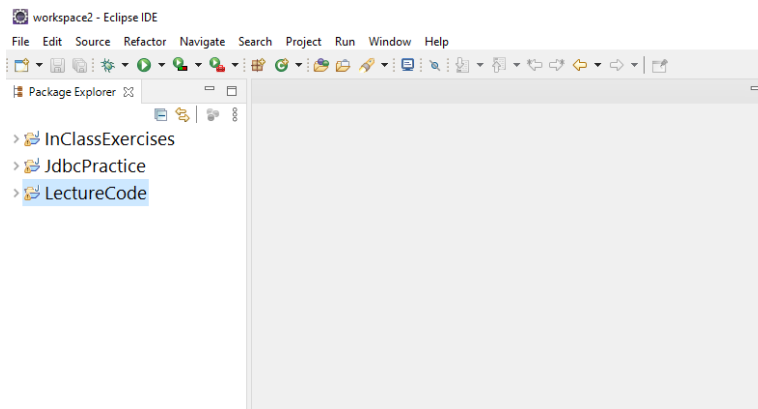 workspace2 - Eclipse IDE
File Edit Source Refactor Navigate Search Project Run Window Help
Package Explorer
InClassExercises
JdbcPractice
LectureCode